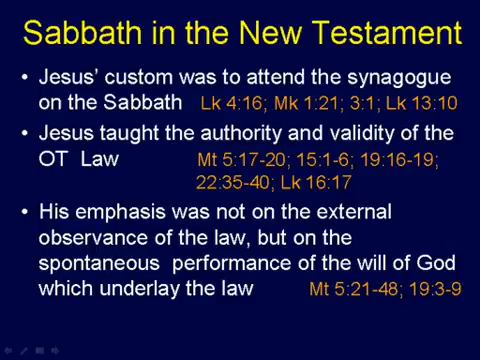 Sabbath in the New Testament
• Jesus' custom was to attend the synagogue
on the Sabbath Lk 4:16; Mk 1:21; 3:1; Lk 13:10
• Jesus taught the authority and validity of the
OT Law Mt 5:17-20; 15:1-6; 19:16-19;
22:35-40; Lk 16:17
• His emphasis was not on the external
observance of the law, but on the
spontaneous performance of the will of God
which underlay the law Mt 5:21-48; 19:3-9